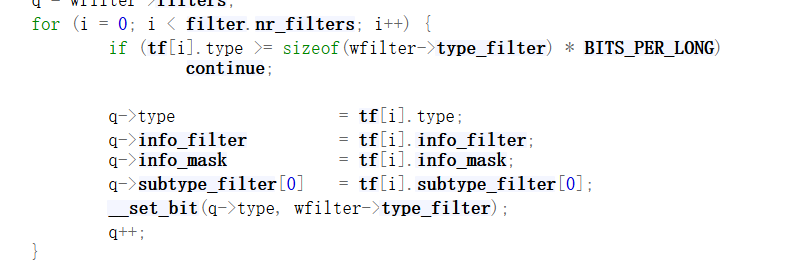 q = wfilter->filters;
for (i = 0; i < filter.nr_filters; i++) {
if (tf[i].type >= sizeof(wfilter->type_filter) * BITS_PER_LONG)
continue;
q->type = tf[i].type;
q->info_filter = tf[i].info_filter;
q->info_mask = tf[i].info_mask;
q->subtype_filter[0] = tf[i].subtype_filter[0];
__set_bit(q->type, wfilter->type_filter);
q++;
}